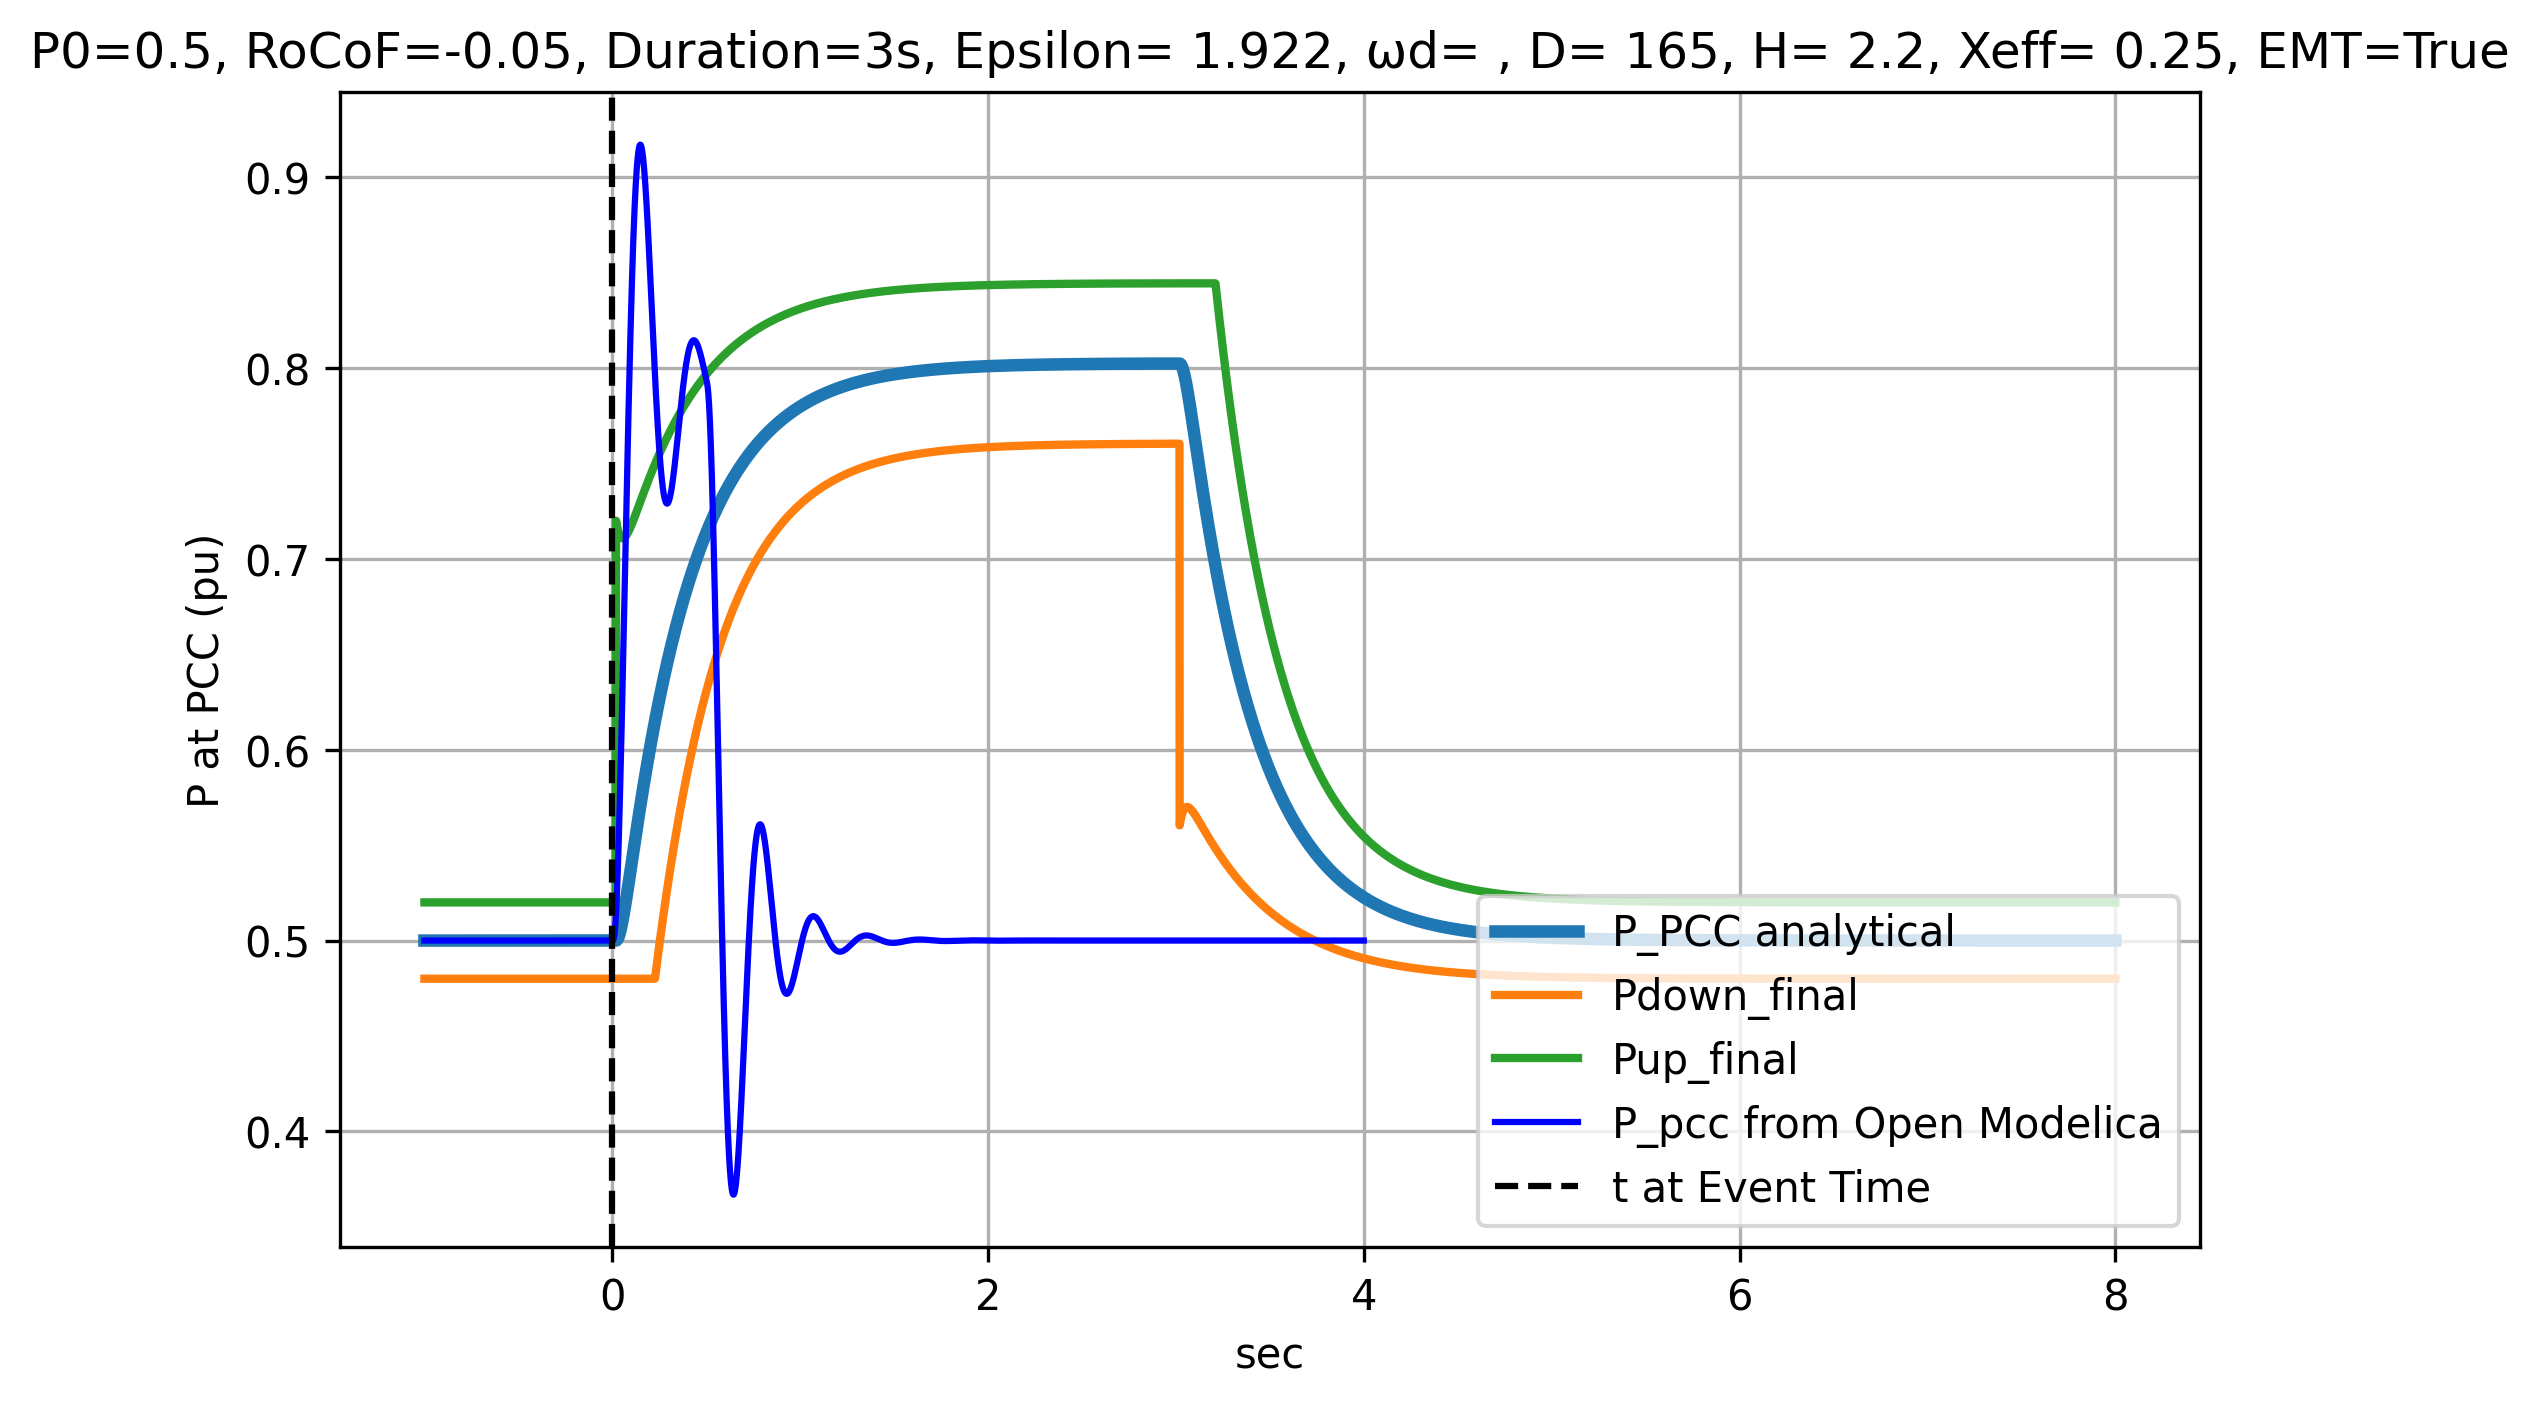 P0=0.5, RoCoF=-0.05, Duration=3s, Epsilon= 1.922, ωd= , D= 165, H= 2.2, Xeff= 0.25, EMT=True
P at PCC (pu)
0.9
0.8
0.7
0.6
0.5
0.4
P_PCC analytical
Pdown_final
Pup_final
P_pcc from Open Modelica
t at Event Time
0 2 4 6 8
sec